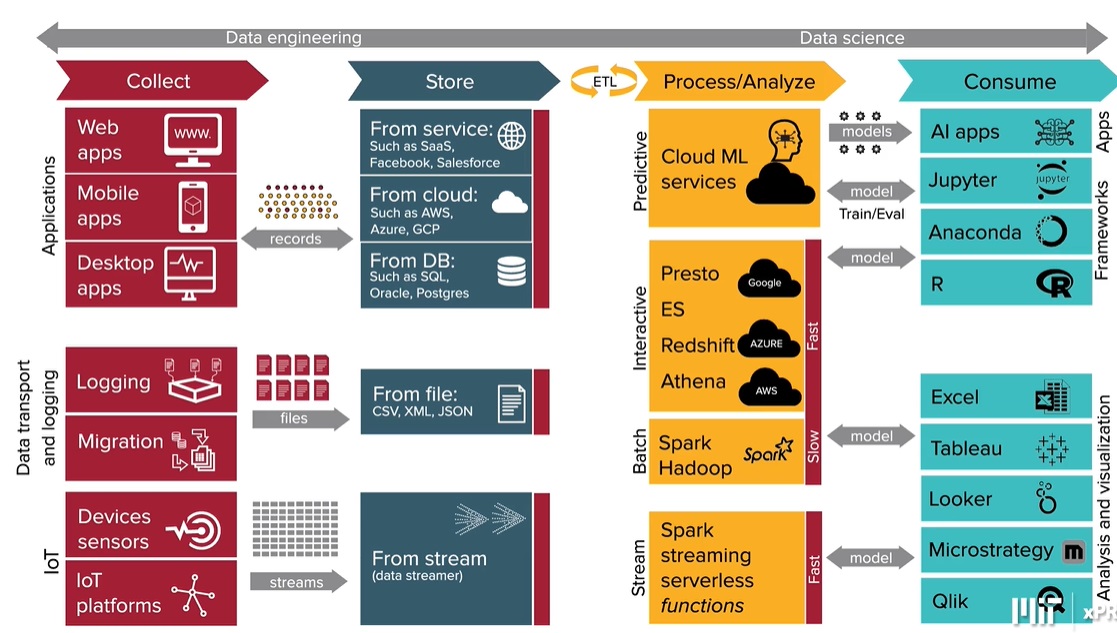 Data engineering
Data science
Collect
Store
ETL
Process/Analyze
Consume
Applications
Web
apps
www.
Mobile
apps
Desktop
apps
records
From service:
Such as SaaS,
Facebook, Salesforce
From cloud:
Such as AWS,
Azure, GCP
From DB:
Such as SQL,
Oracle, Postgres
Data transport
and logging
Logging
Migration
files
From file:
CSV, XML, JSON
IoT
Devices
sensors
IoT
platforms
streams
From stream
(data streamer)
Predictive
Cloud ML
services
Interactive
Presto
ES
Redshift
Athena
Google
AZURE
AWS
Fast
Batch
Spark
Hadoop
Spark
Slow
Stream
Spark
streaming
serverless
functions
Fast
models
model
Train/Eval
model
model
model
Apps
AI apps
Frameworks
Jupyter
jupyter
Anaconda
R
R
Analysis and visualization
Excel
X
Tableau
Looker
Microstrategy
m
Qlik
MIT
xPR